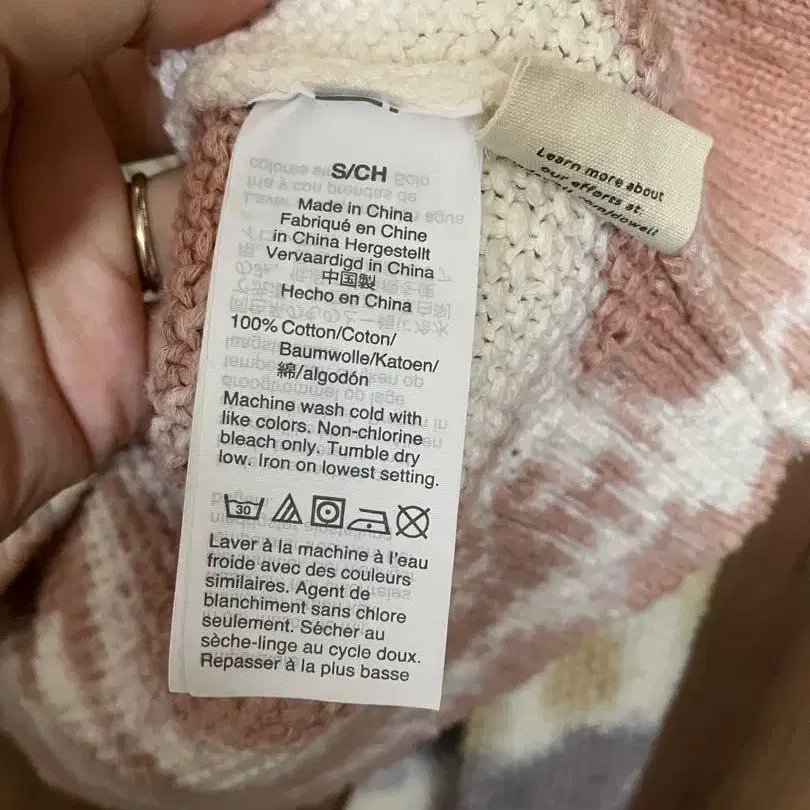 S/CH
Made in China
Fabriqué en Chine
in China Hergestellt
Vervaardigd in China
中国製
Hecho en China
100% Cotton/Coton/
Baumwolle/Katoen/
綿/algodón
Machine wash cold with
like colors. Non-chlorine
bleach only. Tumble dry
low. Iron on lowest setting.
30
Laver à la machine à l'eau
froide avec des couleurs
similaires. Agent de
blanchiment sans chlore
seulement. Sécher au
sèche-linge au cycle doux.
Repasser à la plus basse
Learn more about
our efforts at
.com/dowell